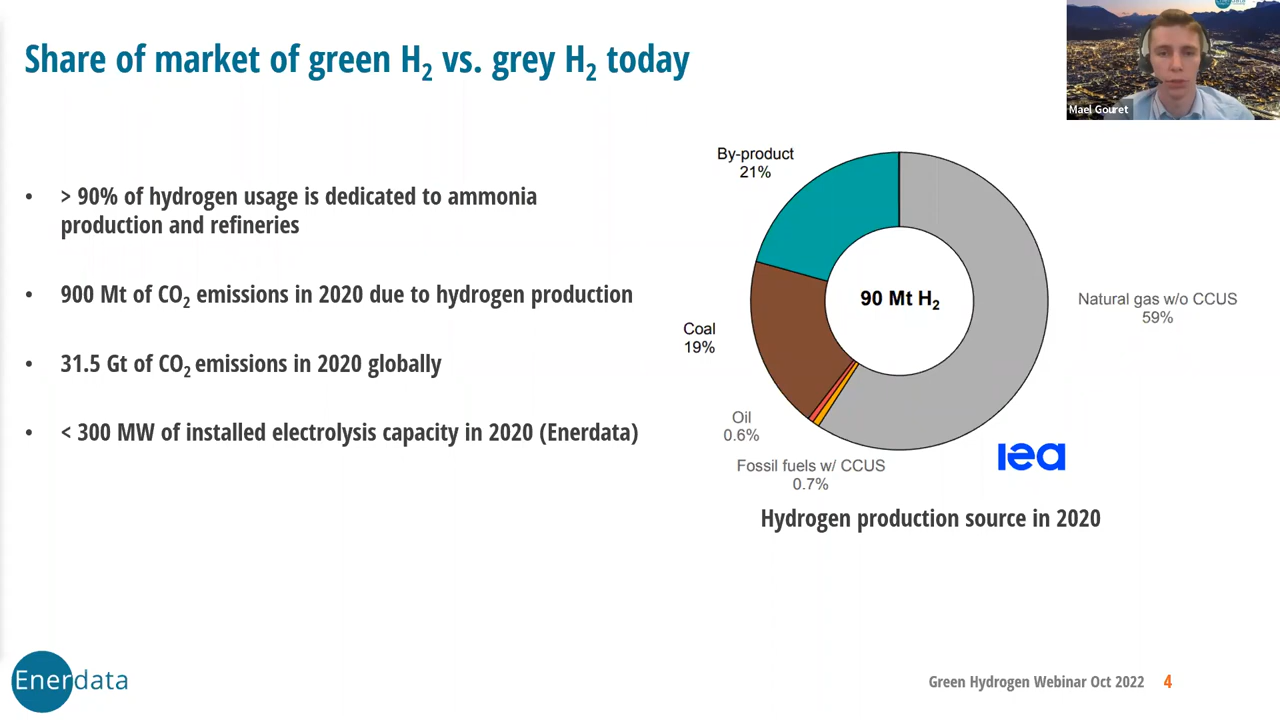 Share of market of green H₂ vs. grey H₂ today
Mael Gouret
• > 90% of hydrogen usage is dedicated to ammonia
production and refineries
• 900 Mt of CO₂ emissions in 2020 due to hydrogen production
• 31.5 Gt of CO₂ emissions in 2020 globally
• < 300 MW of installed electrolysis capacity in 2020 (Enerdata)
By-product
21%
90 Mt H₂
Natural gas w/o CCUS
59%
Coal
19%
Oil
0.6%
Fossil fuels w/ CCUS
0.7%
iea
Hydrogen production source in 2020
Enerdata
Green Hydrogen Webinar Oct 2022 4